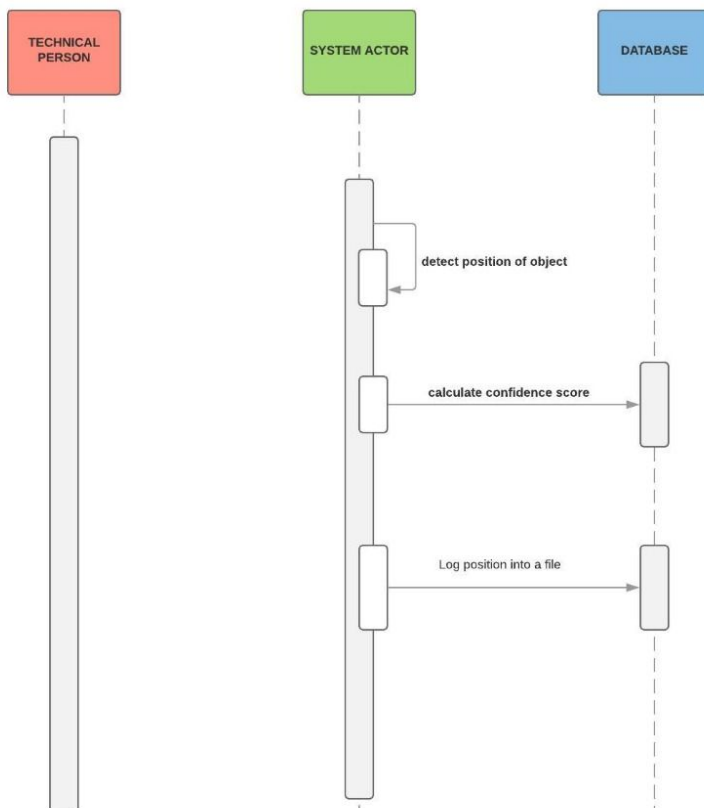 TECHNICAL
PERSON
SYSTEM ACTOR
DATABASE
detect position of object
calculate confidence score
Log position into a file